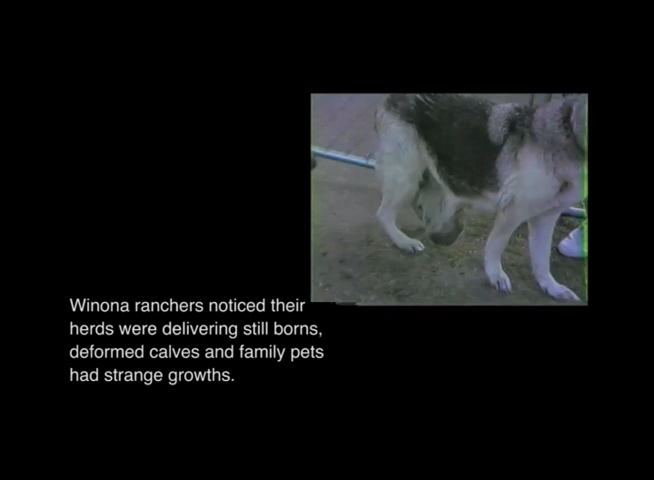 Winona ranchers noticed their
herds were delivering still borns,
deformed calves and family pets
had strange growths.